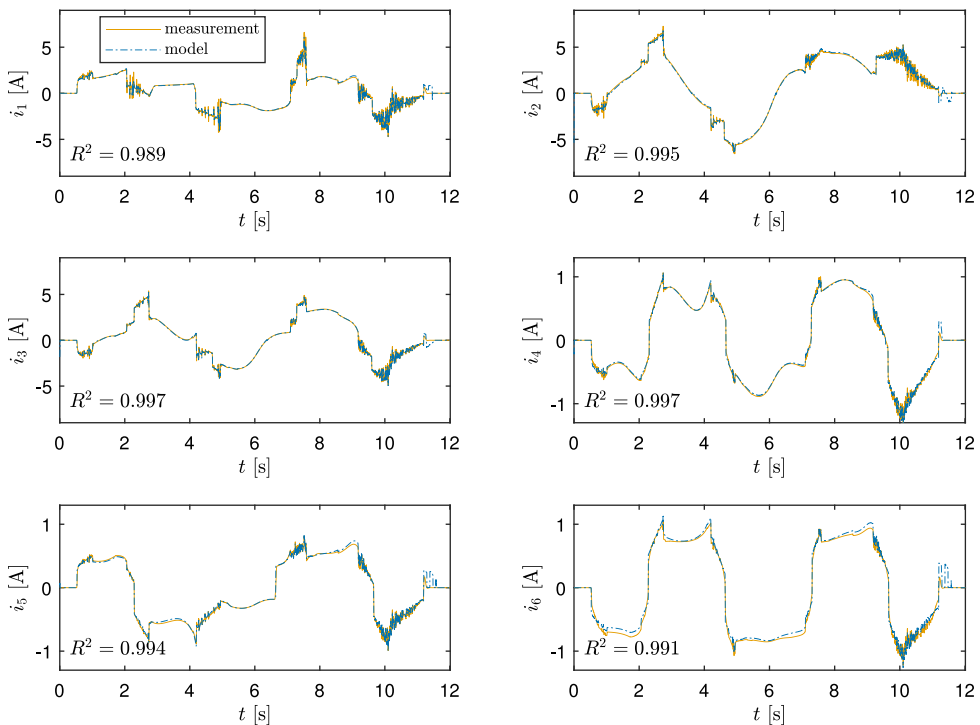 measurement
model
5
0
-5
i₁ [A]
R² = 0.989
0 2 4 6 8 10 12
t [s]
5
0
-5
i₂ [A]
R² = 0.995
0 2 4 6 8 10 12
t [s]
5
0
-5
i₃ [A]
R² = 0.997
0 2 4 6 8 10 12
t [s]
1
0
-1
i₄ [A]
R² = 0.997
0 2 4 6 8 10 12
t [s]
1
0
-1
i₅ [A]
R² = 0.994
0 2 4 6 8 10 12
t [s]
1
0
-1
i₆ [A]
R² = 0.991
0 2 4 6 8 10 12
t [s]